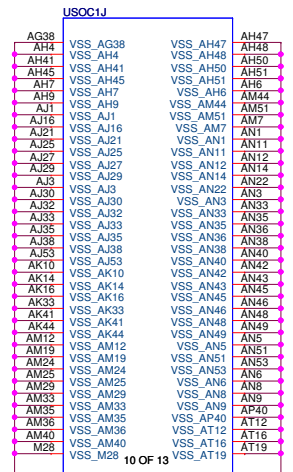 USOC1J
AG38 VSS_AG38 VSS_AH47 AH47
AH4 VSS_AH4 VSS_AH48 AH48
AH41 VSS_AH41 VSS_AH50 AH50
AH45 VSS_AH45 VSS_AH51 AH51
AH7 VSS_AH7 VSS_AH6 AH6
AH9 VSS_AH9 VSS_AM44 AM44
AJ1 VSS_AJ1 VSS_AM51 AM51
AJ16 VSS_AJ16 VSS_AM7 AM7
AJ21 VSS_AJ21 VSS_AN1 AN1
AJ25 VSS_AJ25 VSS_AN11 AN11
AJ27 VSS_AJ27 VSS_AN12 AN12
AJ29 VSS_AJ29 VSS_AN14 AN14
AJ3 VSS_AJ3 VSS_AN22 AN22
AJ30 VSS_AJ30 VSS_AN3 AN3
AJ32 VSS_AJ32 VSS_AN33 AN33
AJ33 VSS_AJ33 VSS_AN35 AN35
AJ35 VSS_AJ35 VSS_AN36 AN36
AJ38 VSS_AJ38 VSS_AN38 AN38
AJ53 VSS_AJ53 VSS_AN40 AN40
AK10 VSS_AK10 VSS_AN42 AN42
AK14 VSS_AK14 VSS_AN43 AN43
AK16 VSS_AK16 VSS_AN45 AN45
AK33 VSS_AK33 VSS_AN46 AN46
AK41 VSS_AK41 VSS_AN48 AN48
AK44 VSS_AK44 VSS_AN49 AN49
AM12 VSS_AM12 VSS_AN5 AN5
AM19 VSS_AM19 VSS_AN51 AN51
AM24 VSS_AM24 VSS_AN53 AN53
AM25 VSS_AM25 VSS_AN6 AN6
AM29 VSS_AM29 VSS_AN8 AN8
AM33 VSS_AM33 VSS_AN9 AN9
AM35 VSS_AM35 VSS_AP40 AP40
AM36 VSS_AM36 VSS_AT12 AT12
AM40 VSS_AM40 VSS_AT16 AT16
M28 VSS_M28 10 OF 13 VSS_AT19 AT19